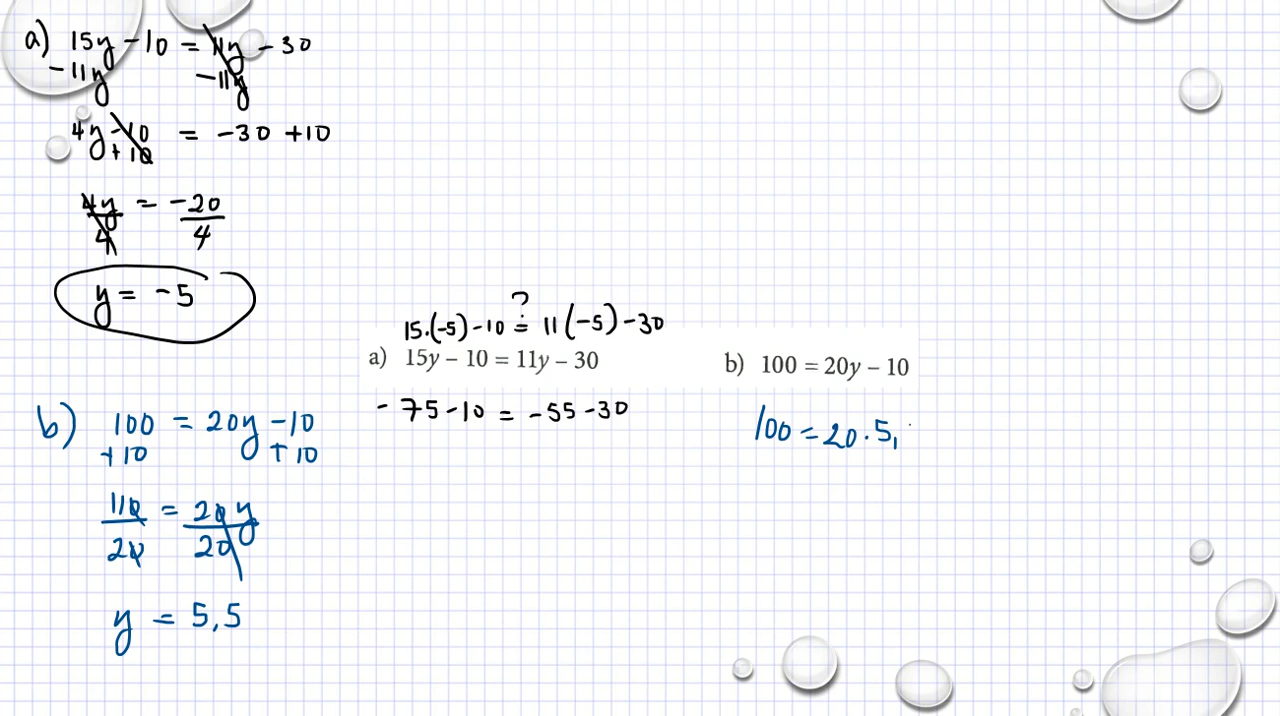 a) 15y - 10 = 11y - 30
-11y -11y
4y - 10 = -30 + 10
+10
4y = -20
4 4
y = -5
15.(-5) - 10 = 11(-5) - 30
?
a) 15y – 10 = 11y – 30
- 75 - 10 = -55 - 30
b) 100 = 20y – 10
100 = 20 · 5,
b) 100 = 20y - 10
+10 +10
110 = 20y
20 20
y = 5,5